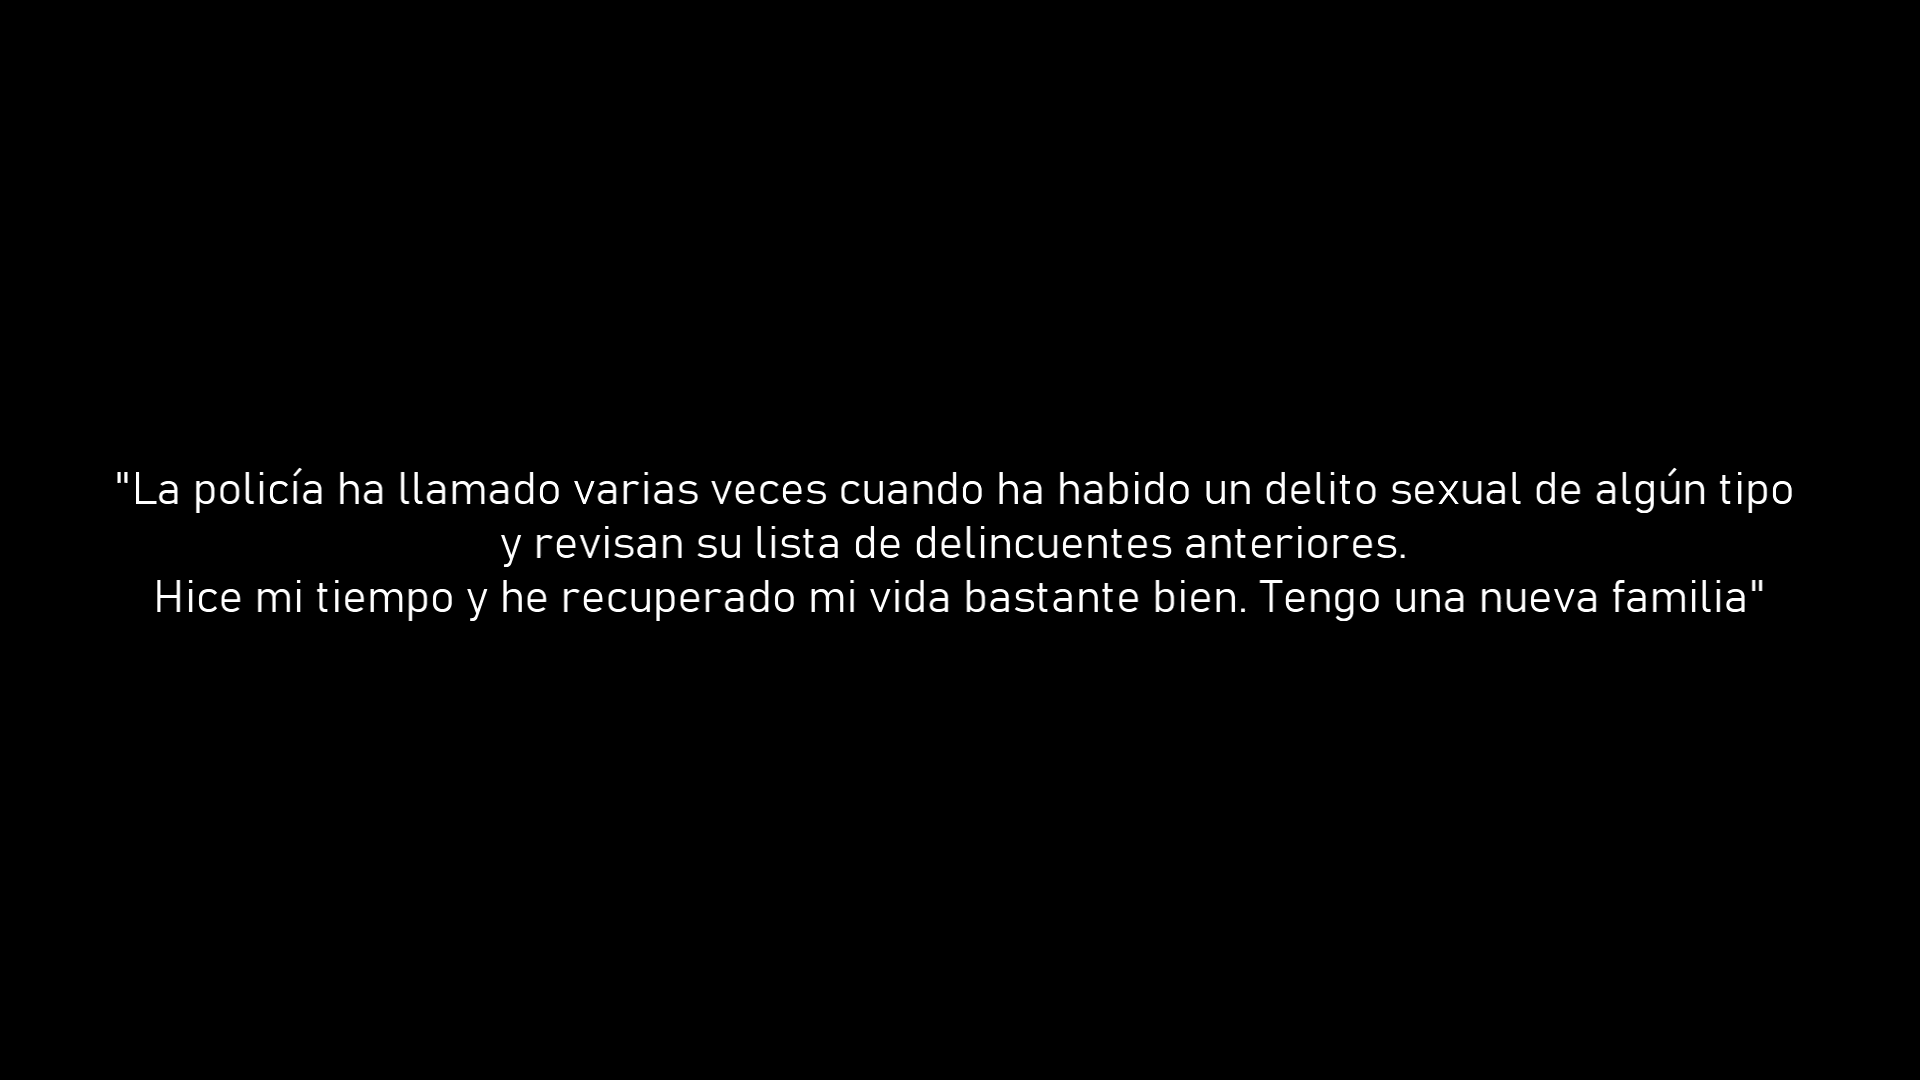 "La policía ha llamado varias veces cuando ha habido un delito sexual de algún tipo
y revisan su lista de delincuentes anteriores.
Hice mi tiempo y he recuperado mi vida bastante bien. Tengo una nueva familia"